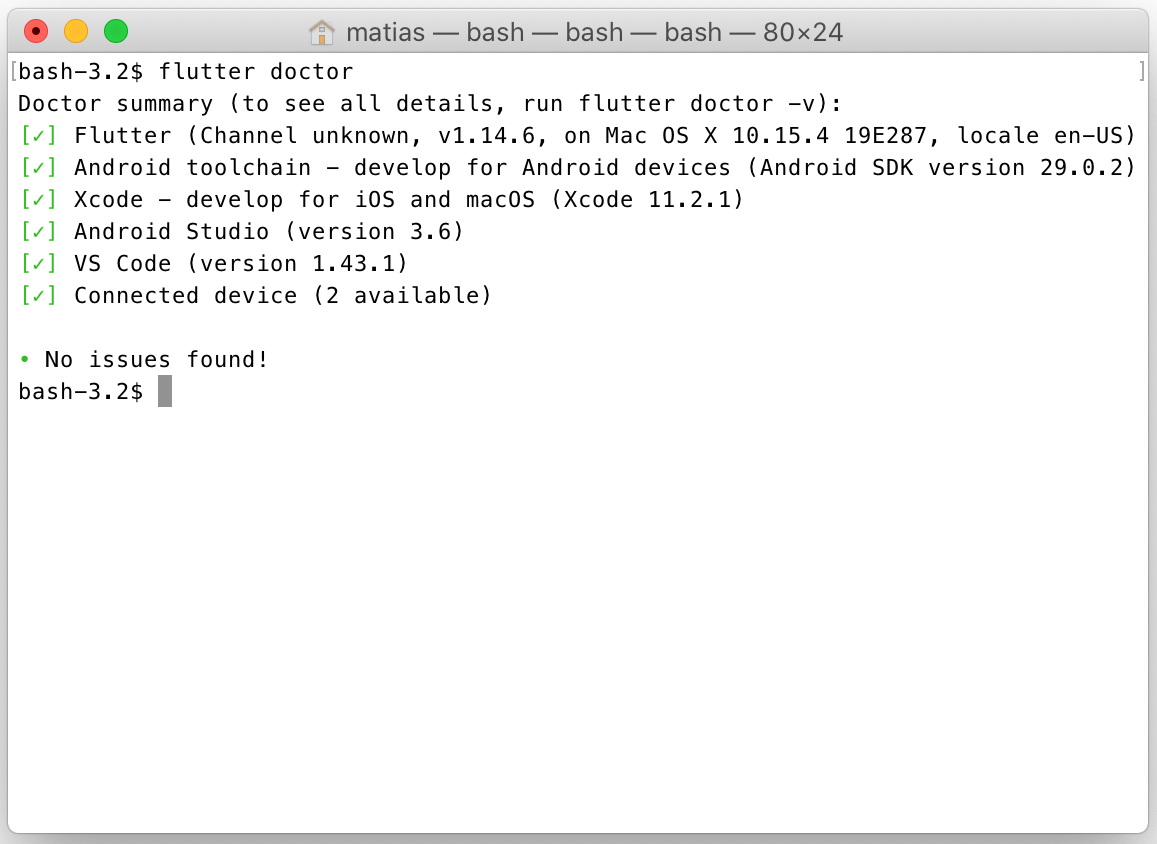 matias — bash — bash — bash — 80×24
[bash-3.2$ flutter doctor ]
Doctor summary (to see all details, run flutter doctor -v):
[✓] Flutter (Channel unknown, v1.14.6, on Mac OS X 10.15.4 19E287, locale en-US)
[✓] Android toolchain - develop for Android devices (Android SDK version 29.0.2)
[✓] Xcode - develop for iOS and macOS (Xcode 11.2.1)
[✓] Android Studio (version 3.6)
[✓] VS Code (version 1.43.1)
[✓] Connected device (2 available)
• No issues found!
bash-3.2$